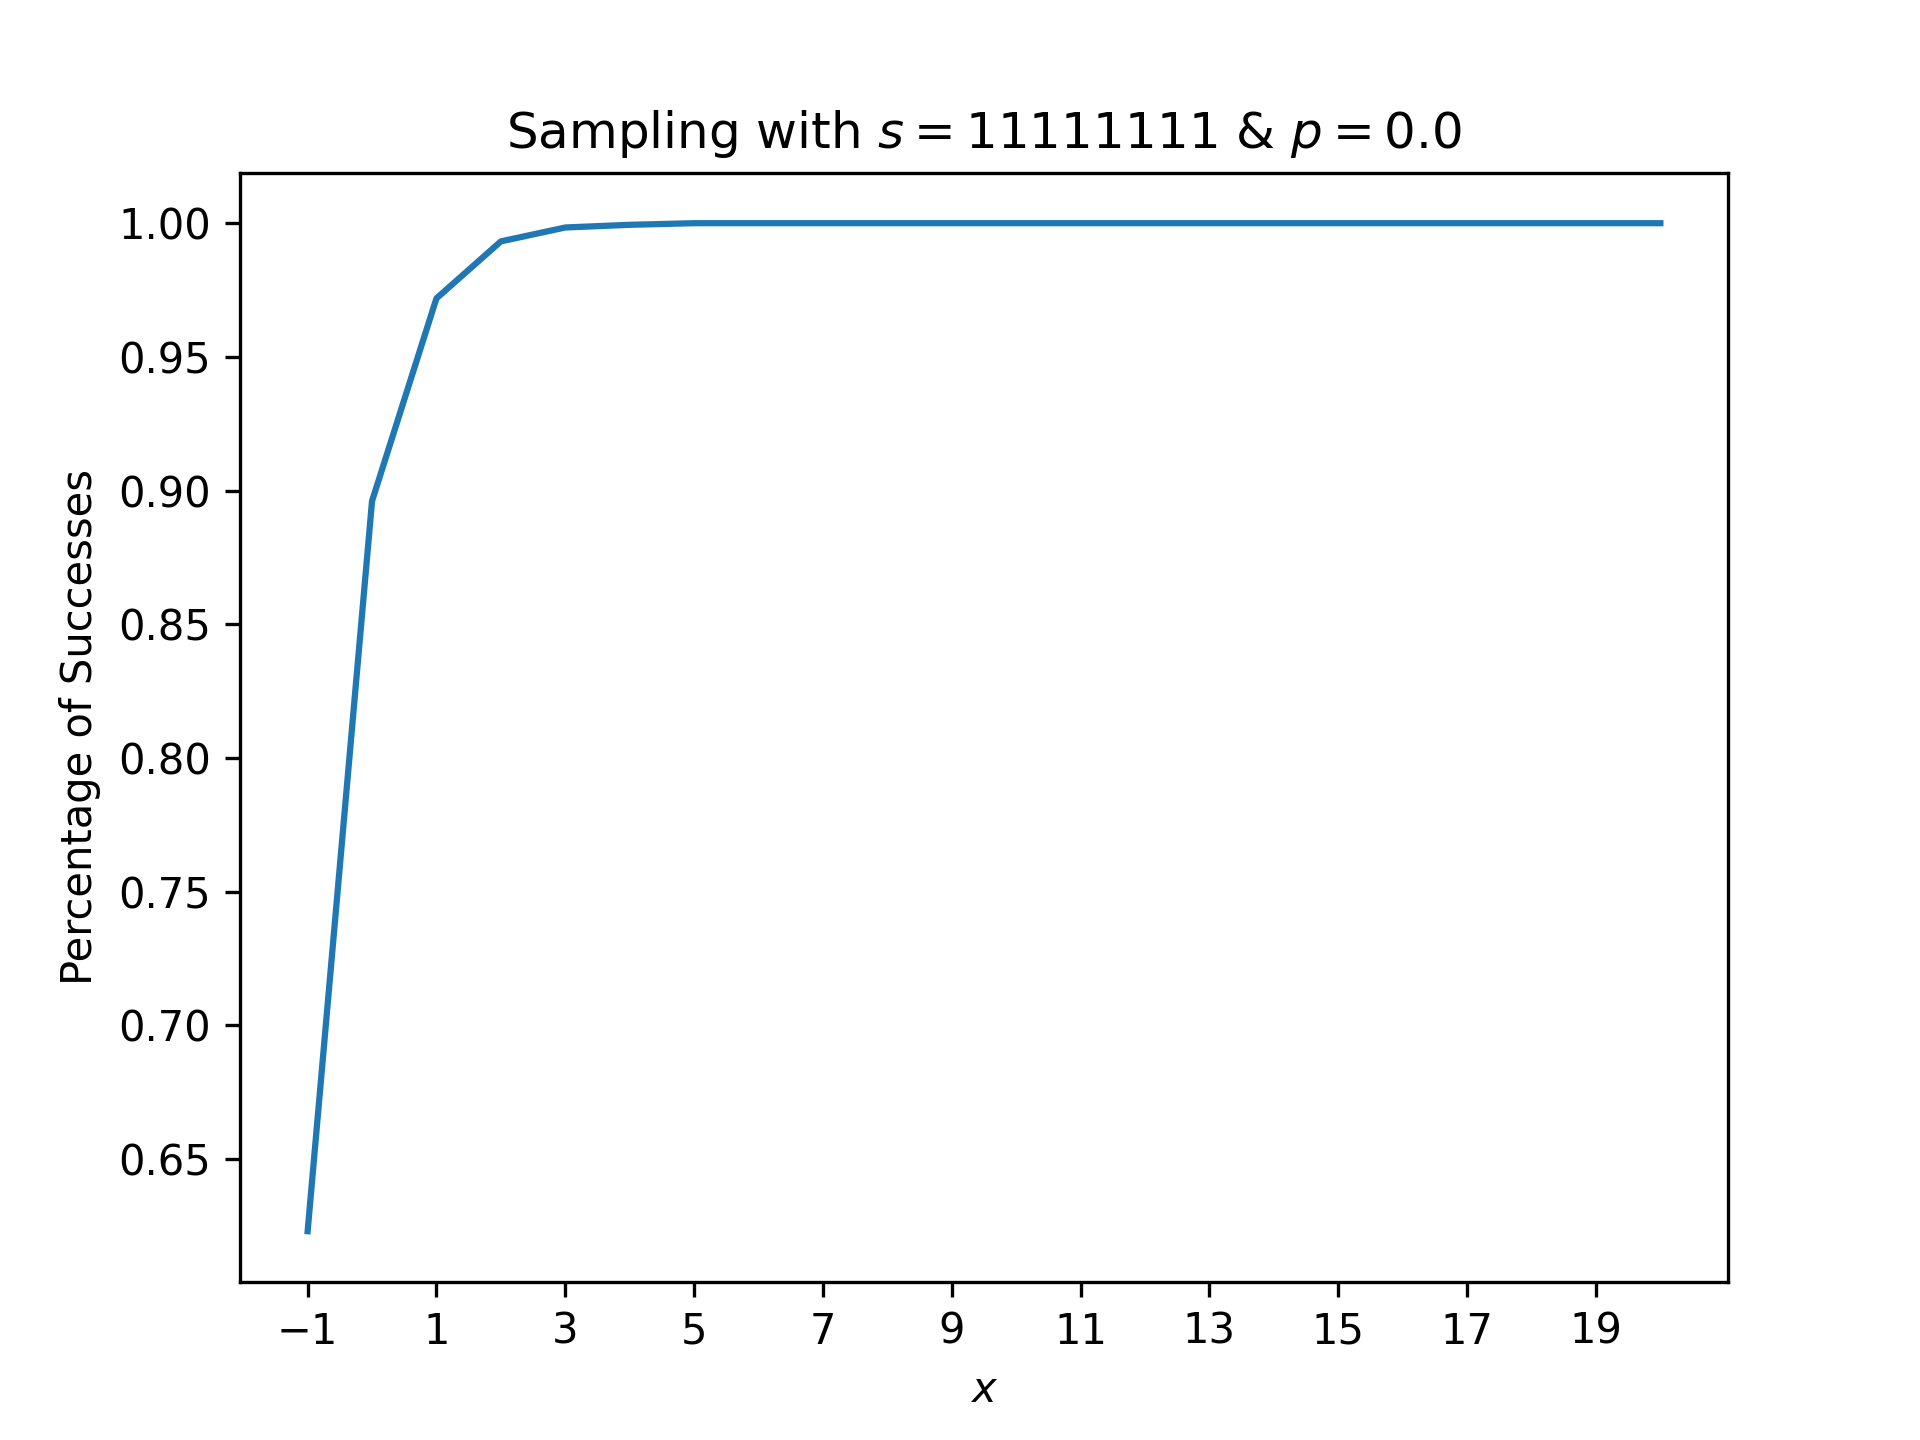 Sampling with s = 11111111 & p = 0.0
Percentage of Successes
1.00
0.95
0.90
0.85
0.80
0.75
0.70
0.65
−1 1 3 5 7 9 11 13 15 17 19
x